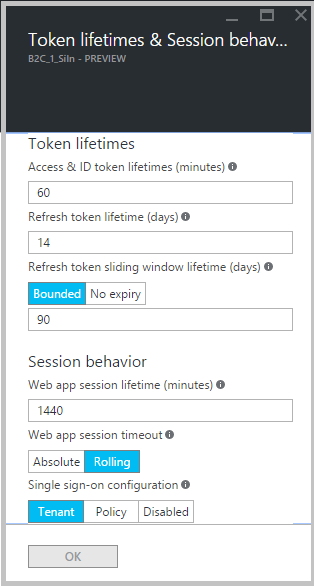 Token lifetimes & Session behav...
B2C_1_SiIn - PREVIEW
Token lifetimes
Access & ID token lifetimes (minutes)
60
Refresh token lifetime (days)
14
Refresh token sliding window lifetime (days)
Bounded No expiry
90
Session behavior
Web app session lifetime (minutes)
1440
Web app session timeout
Absolute Rolling
Single sign-on configuration
Tenant Policy Disabled
OK